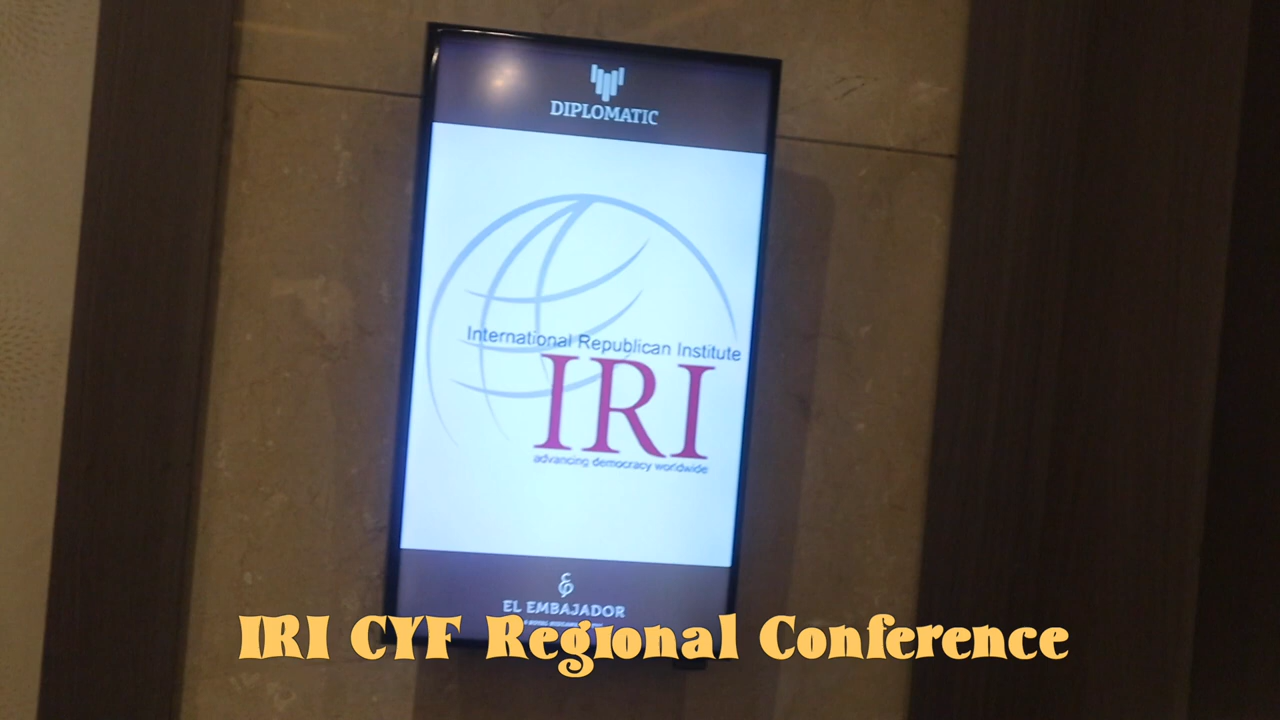 DIPLOMATIC
International Republican Institute
IRI
advancing democracy worldwide
EL EMBAJADOR
IRI CYF Regional Conference